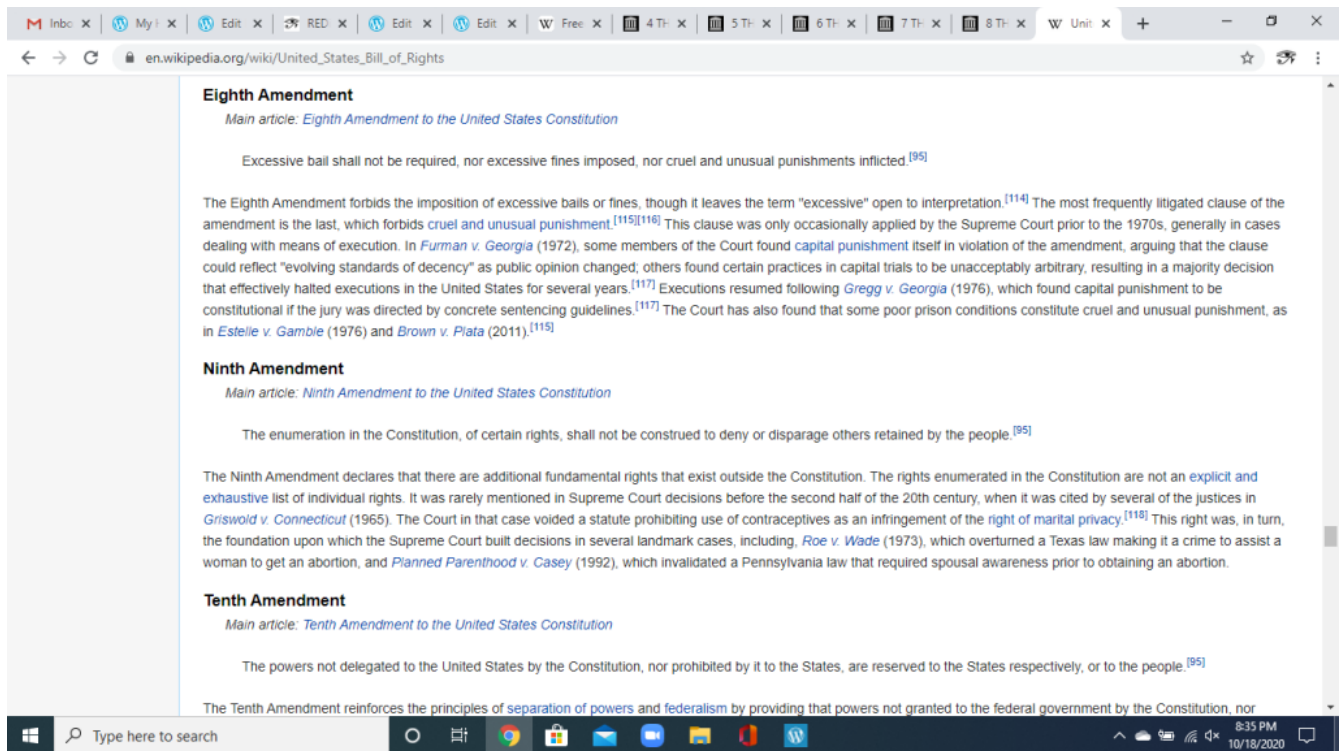 Inbo
My H
Edit
RED
Edit
Edit
Free
4 TH
5 TH
6 TH
7 TH
8 TH
Unit
en.wikipedia.org/wiki/United_States_Bill_of_Rights
Eighth Amendment
Main article: Eighth Amendment to the United States Constitution
Excessive bail shall not be required, nor excessive fines imposed, nor cruel and unusual punishments inflicted.[95]
The Eighth Amendment forbids the imposition of excessive bails or fines, though it leaves the term "excessive" open to interpretation.[114] The most frequently litigated clause of the
amendment is the last, which forbids cruel and unusual punishment.[115][116] This clause was only occasionally applied by the Supreme Court prior to the 1970s, generally in cases
dealing with means of execution. In Furman v. Georgia (1972), some members of the Court found capital punishment itself in violation of the amendment, arguing that the clause
could reflect "evolving standards of decency" as public opinion changed; others found certain practices in capital trials to be unacceptably arbitrary, resulting in a majority decision
that effectively halted executions in the United States for several years.[117] Executions resumed following Gregg v. Georgia (1976), which found capital punishment to be
constitutional if the jury was directed by concrete sentencing guidelines.[117] The Court has also found that some poor prison conditions constitute cruel and unusual punishment, as
in Estelle v. Gamble (1976) and Brown v. Plata (2011).[115]
Ninth Amendment
Main article: Ninth Amendment to the United States Constitution
The enumeration in the Constitution, of certain rights, shall not be construed to deny or disparage others retained by the people.[95]
The Ninth Amendment declares that there are additional fundamental rights that exist outside the Constitution. The rights enumerated in the Constitution are not an explicit and
exhaustive list of individual rights. It was rarely mentioned in Supreme Court decisions before the second half of the 20th century, when it was cited by several of the justices in
Griswold v. Connecticut (1965). The Court in that case voided a statute prohibiting use of contraceptives as an infringement of the right of marital privacy.[118] This right was, in turn,
the foundation upon which the Supreme Court built decisions in several landmark cases, including, Roe v. Wade (1973), which overturned a Texas law making it a crime to assist a
woman to get an abortion, and Planned Parenthood v. Casey (1992), which invalidated a Pennsylvania law that required spousal awareness prior to obtaining an abortion.
Tenth Amendment
Main article: Tenth Amendment to the United States Constitution
The powers not delegated to the United States by the Constitution, nor prohibited by it to the States, are reserved to the States respectively, or to the people.[95]
The Tenth Amendment reinforces the principles of separation of powers and federalism by providing that powers not granted to the federal government by the Constitution, nor
Type here to search
8:35 PM
10/18/2020